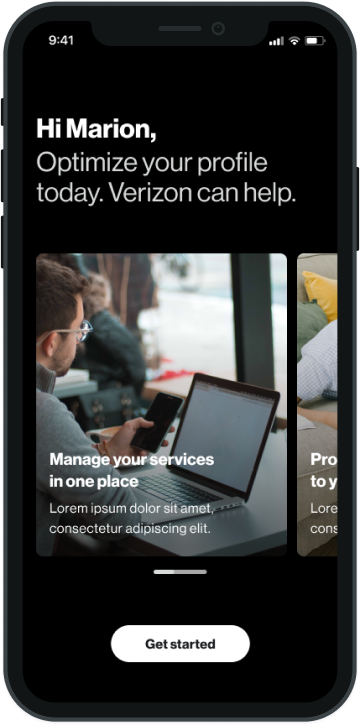 9:41
Hi Marion,
Optimize your profile
today. Verizon can help.
Manage your services
in one place
Lorem ipsum dolor sit amet,
consectetur adipiscing elit.
Pro
to y
Lore
cons
Get started